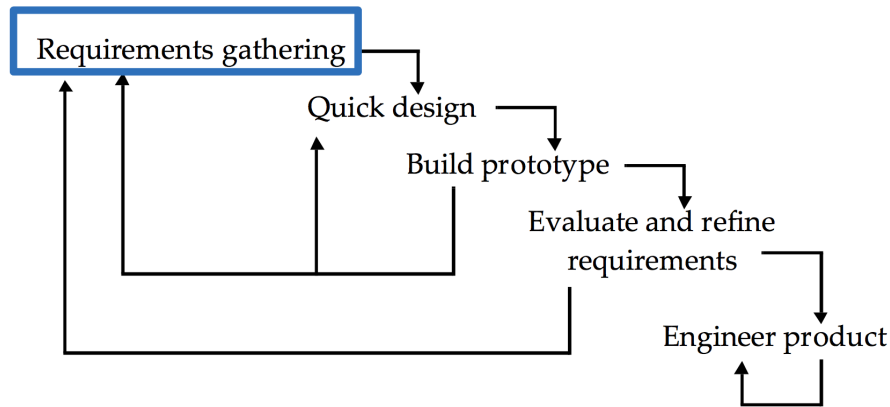 Requirements gathering
Quick design
Build prototype
Evaluate and refine
requirements
Engineer product